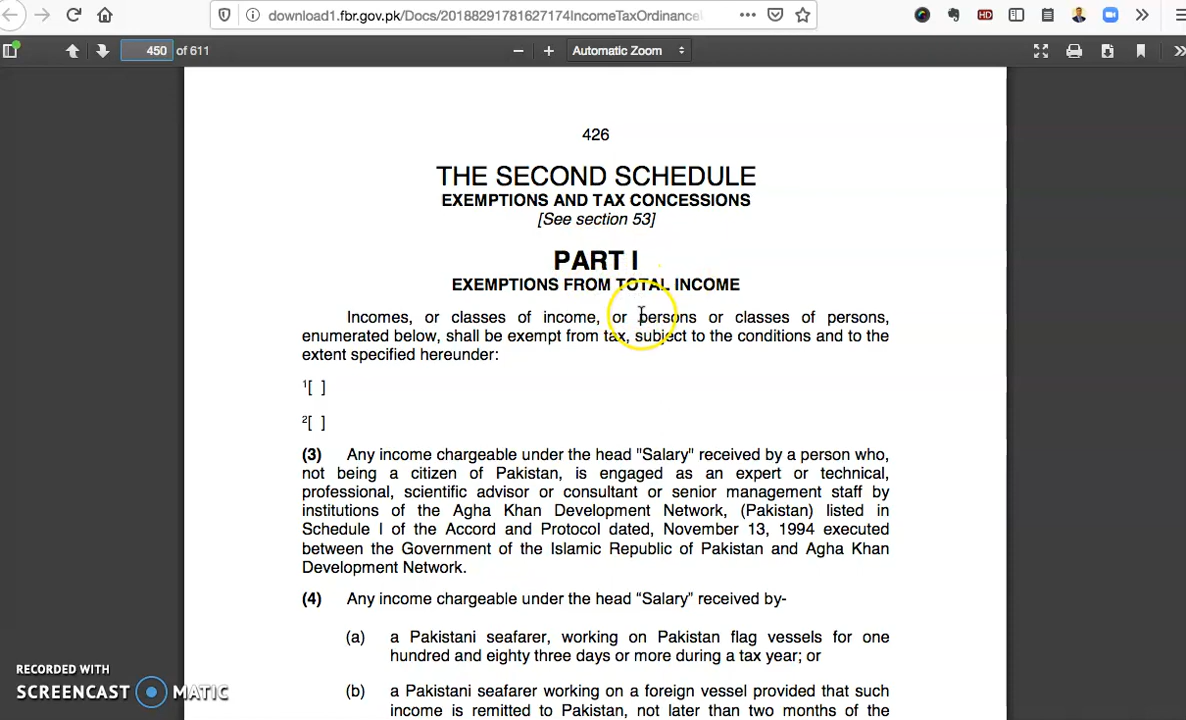 download1.fbr.gov.pk/Docs/20188291781627174IncomeTaxOrdinance
HD
450 of 611
Automatic Zoom
426
THE SECOND SCHEDULE
EXEMPTIONS AND TAX CONCESSIONS
[See section 53]
PART I
EXEMPTIONS FROM TOTAL INCOME
Incomes, or classes of income, or persons or classes of persons,
enumerated below, shall be exempt from tax, subject to the conditions and to the
extent specified hereunder:
1[ ]
2[ ]
(3) Any income chargeable under the head "Salary" received by a person who,
not being a citizen of Pakistan, is engaged as an expert or technical,
professional, scientific advisor or consultant or senior management staff by
institutions of the Agha Khan Development Network, (Pakistan) listed in
Schedule I of the Accord and Protocol dated, November 13, 1994 executed
between the Government of the Islamic Republic of Pakistan and Agha Khan
Development Network.
(4) Any income chargeable under the head “Salary” received by-
(a) a Pakistani seafarer, working on Pakistan flag vessels for one
hundred and eighty three days or more during a tax year; or
(b) a Pakistani seafarer working on a foreign vessel provided that such
income is remitted to Pakistan, not later than two months of the
RECORDED WITH
SCREENCAST MATIC